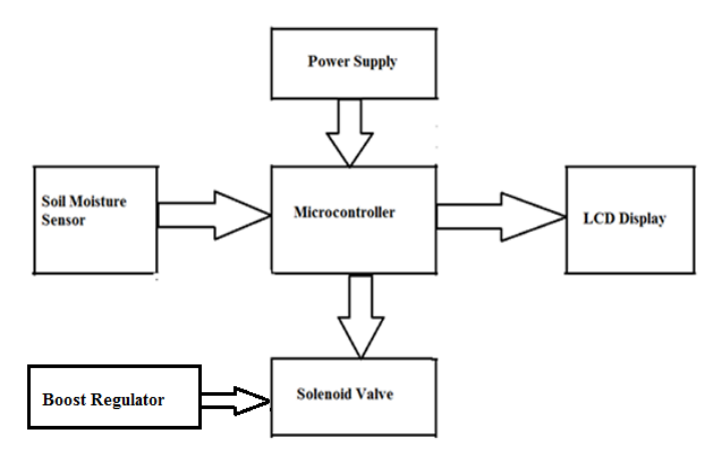 Power Supply
Soil Moisture
Sensor
Microcontroller
LCD Display
Boost Regulator
Solenoid Valve